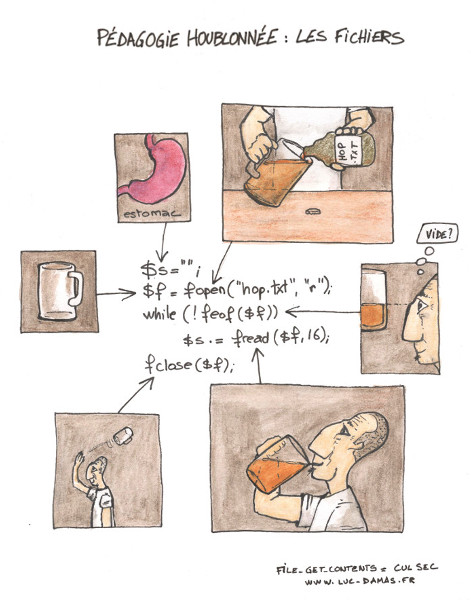 PÉDAGOGIE HOUBLONNÉE : LES FICHIERS
HOP
.TXT
estomac
VIDE?
$s = "" ;
$f = fopen("hop.txt", "r");
while (! feof($f))
$s .= fread($f, 16);
fclose($f);
FILE_GET_CONTENTS = CUL SEC
WWW.LUC-DAMAS.FR